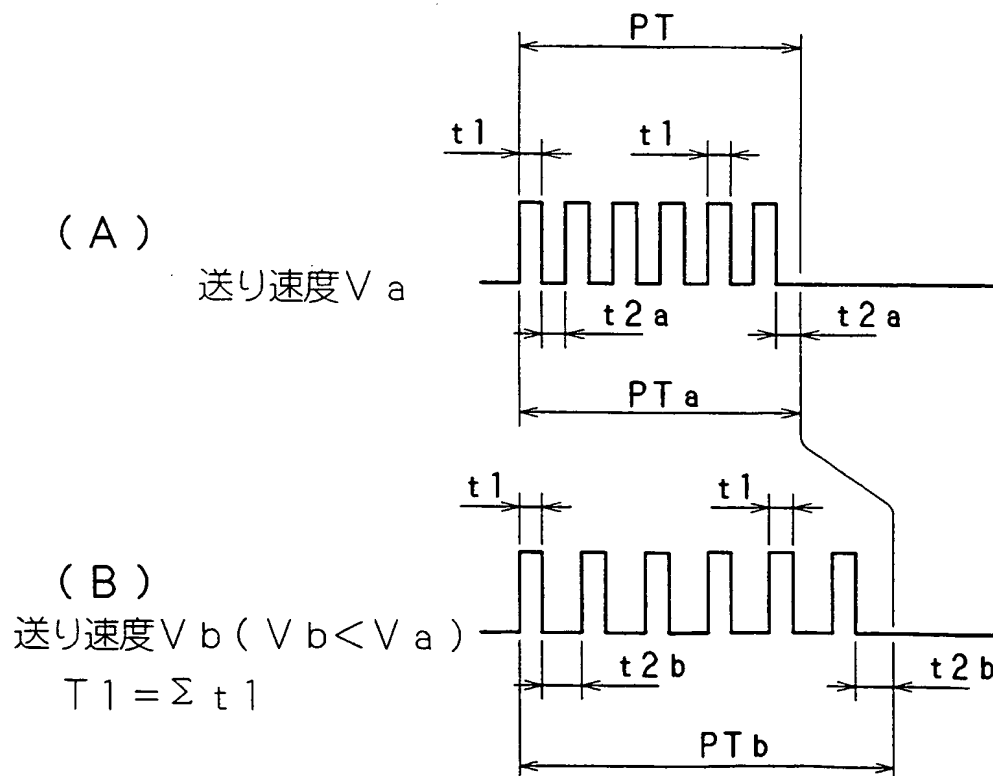 PT
t1 t1
(A)
送り速度Va
t2a t2a
PTa
t1 t1
(B)
送り速度Vb(Vb<Va)
t2b t2b
T1=Σt1
PTb